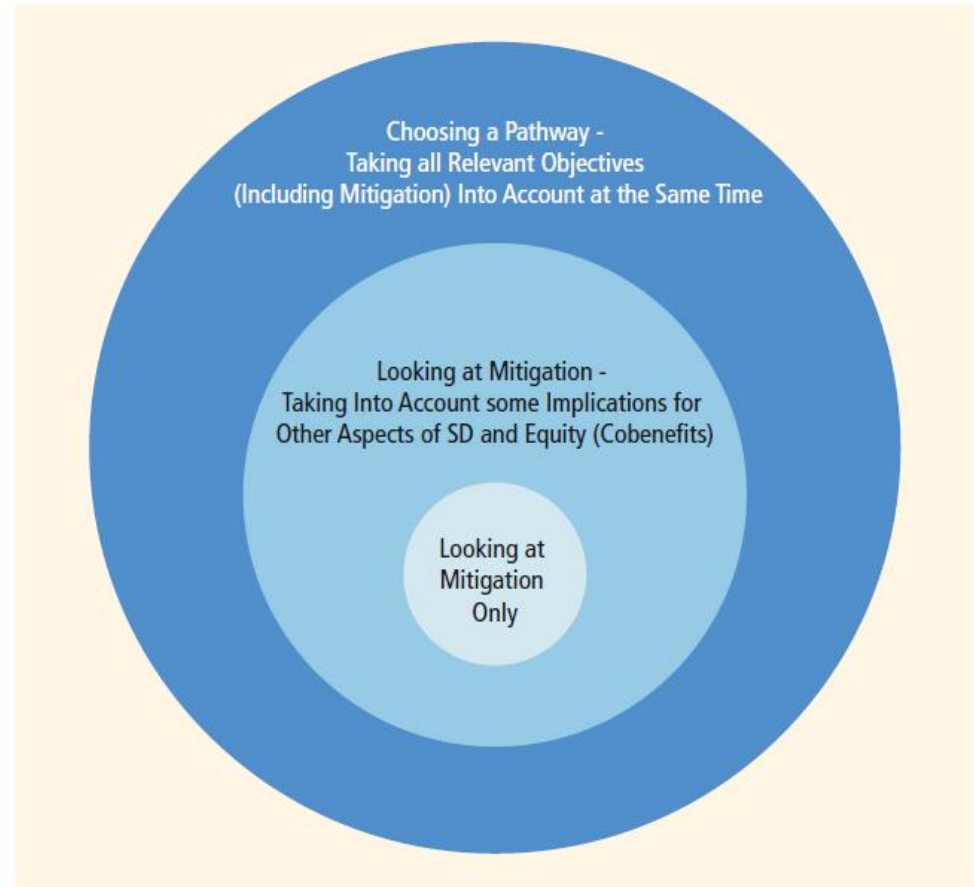 Choosing a Pathway -
Taking all Relevant Objectives
(Including Mitigation) Into Account at the Same Time
Looking at Mitigation -
Taking Into Account some Implications for
Other Aspects of SD and Equity (Cobenefits)
Looking at
Mitigation
Only